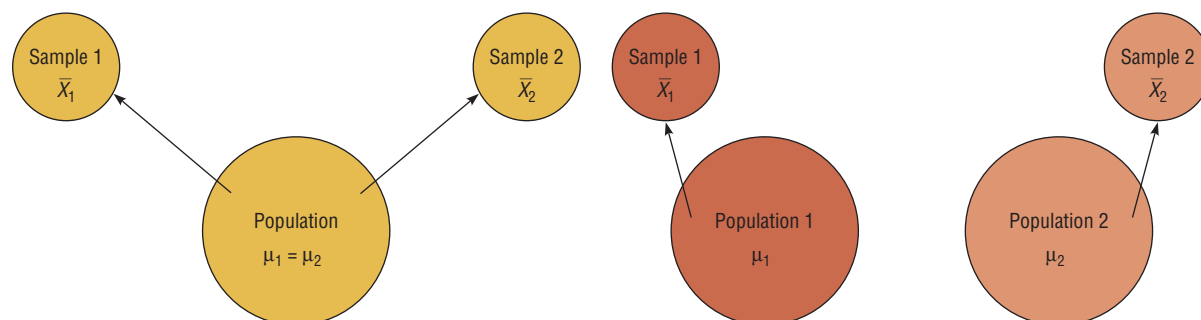 Sample 1
X̄₁
Sample 2
X̄₂
Population
μ₁ = μ₂
Sample 1
X̄₁
Population 1
μ₁
Sample 2
X̄₂
Population 2
μ₂